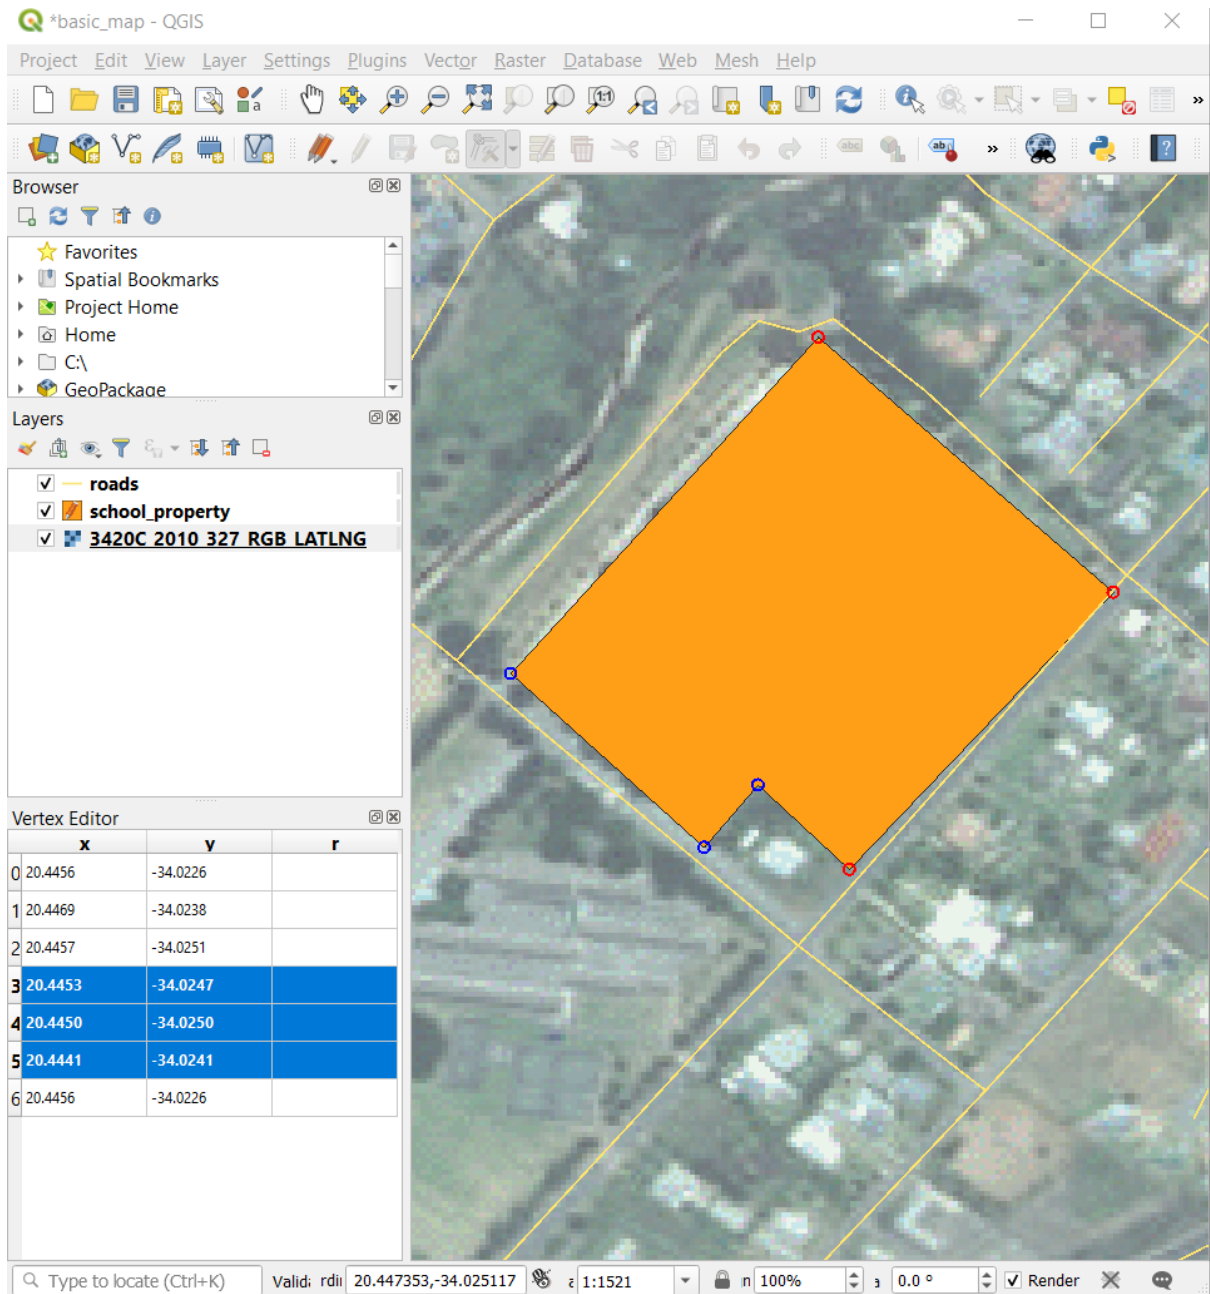 *basic_map - QGIS
Project Edit View Layer Settings Plugins Vector Raster Database Web Mesh Help
Browser
Favorites
Spatial Bookmarks
Project Home
Home
C:\
GeoPackage
Layers
roads
school_property
3420C_2010_327_RGB_LATLNG
Vertex Editor
x y r
0 20.4456 -34.0226
1 20.4469 -34.0238
2 20.4457 -34.0251
3 20.4453 -34.0247
4 20.4450 -34.0250
5 20.4441 -34.0241
6 20.4456 -34.0226
Type to locate (Ctrl+K) 20.447353,-34.025117 1:1521 100% 0.0 ° Render